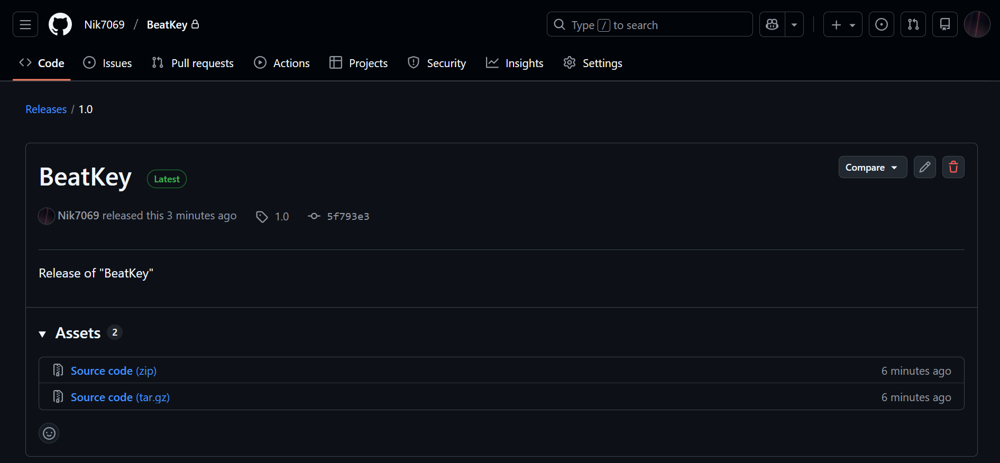 Nik7069 / BeatKey
Type / to search
Code Issues Pull requests Actions Projects Security Insights Settings
Releases / 1.0
BeatKey Latest
Compare
Nik7069 released this 3 minutes ago 1.0 5f793e3
Release of "BeatKey"
Assets 2
Source code (zip) 6 minutes ago
Source code (tar.gz) 6 minutes ago